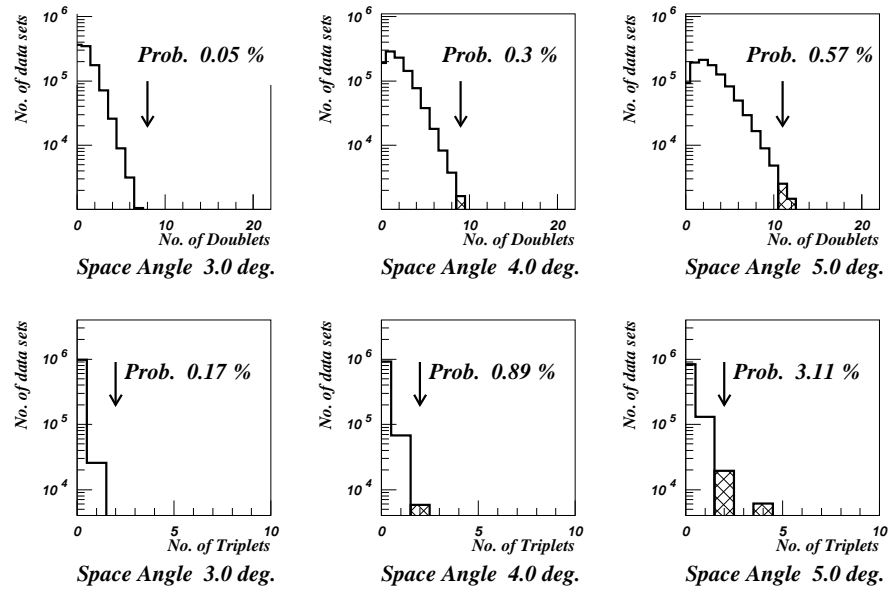 No. of data sets
10 6
10 5
10 4
Prob. 0.05 %
0 10 20
No. of Doublets
Space Angle 3.0 deg.
No. of data sets
10 6
10 5
10 4
Prob. 0.3 %
0 10 20
No. of Doublets
Space Angle 4.0 deg.
No. of data sets
10 6
10 5
10 4
Prob. 0.57 %
0 10 20
No. of Doublets
Space Angle 5.0 deg.
No. of data sets
10 6
10 5
10 4
Prob. 0.17 %
0 5 10
No. of Triplets
Space Angle 3.0 deg.
No. of data sets
10 6
10 5
10 4
Prob. 0.89 %
0 5 10
No. of Triplets
Space Angle 4.0 deg.
No. of data sets
10 6
10 5
10 4
Prob. 3.11 %
0 5 10
No. of Triplets
Space Angle 5.0 deg.